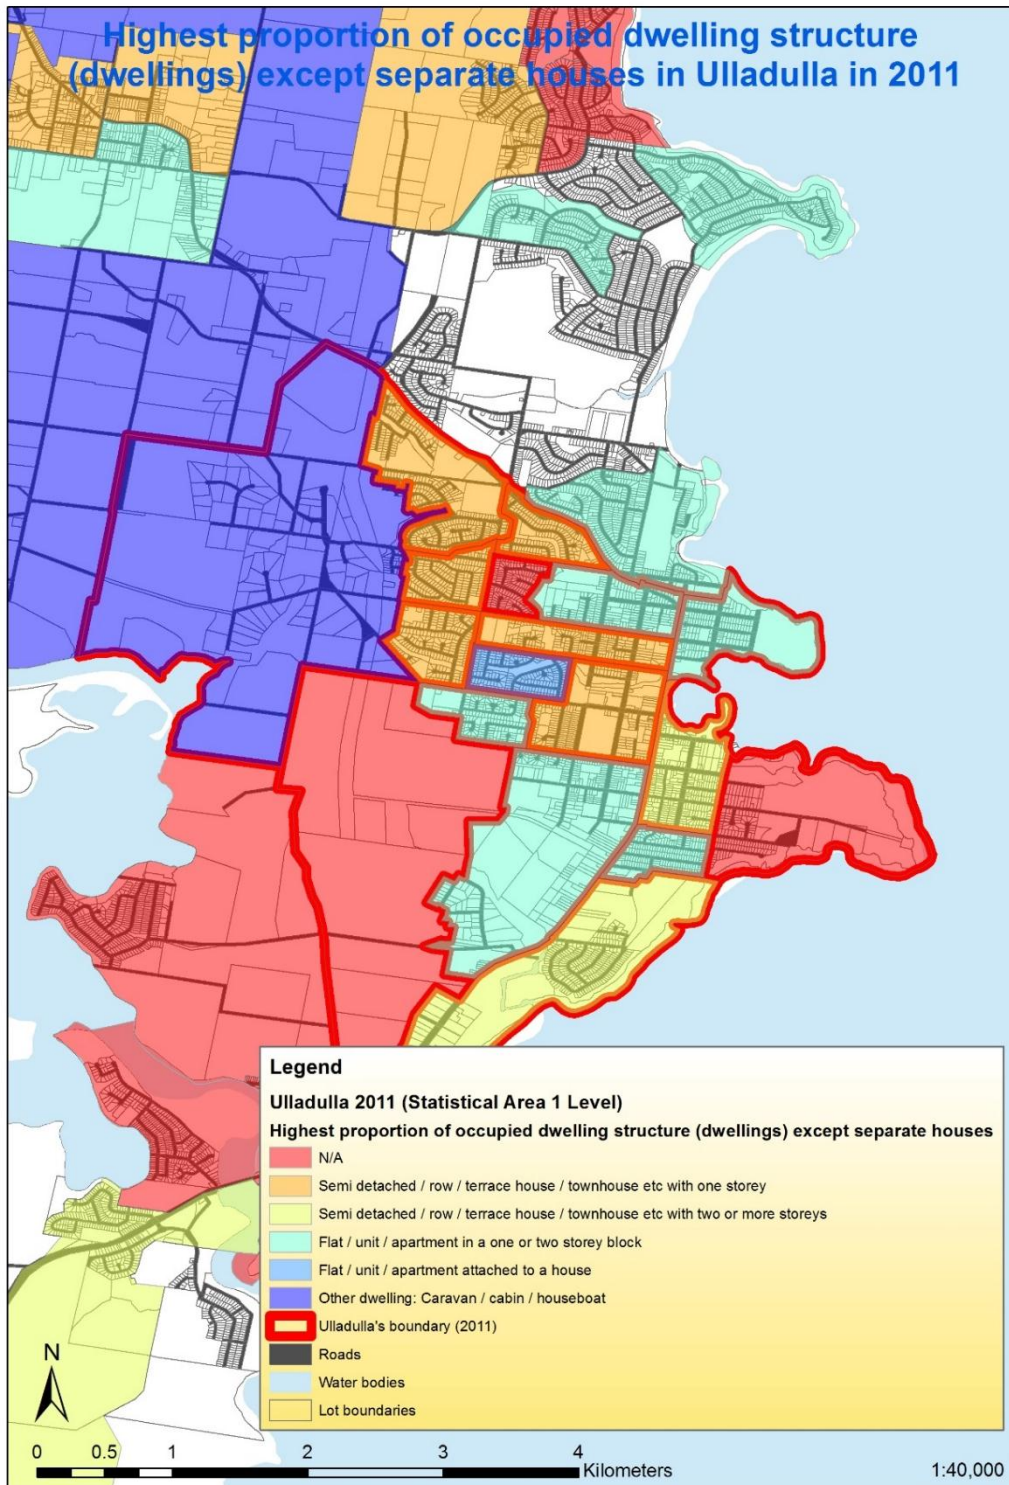 Highest proportion of occupied dwelling structure
(dwellings) except separate houses in Ulladulla in 2011
Legend
Ulladulla 2011 (Statistical Area 1 Level)
Highest proportion of occupied dwelling structure (dwellings) except separate houses
N/A
Semi detached / row / terrace house / townhouse etc with one storey
Semi detached / row / terrace house / townhouse etc with two or more storeys
Flat / unit / apartment in a one or two storey block
Flat / unit / apartment attached to a house
Other dwelling: Caravan / cabin / houseboat
Ulladulla's boundary (2011)
Roads
Water bodies
Lot boundaries
N
0 0.5 1 2 3 4
Kilometers
1:40,000